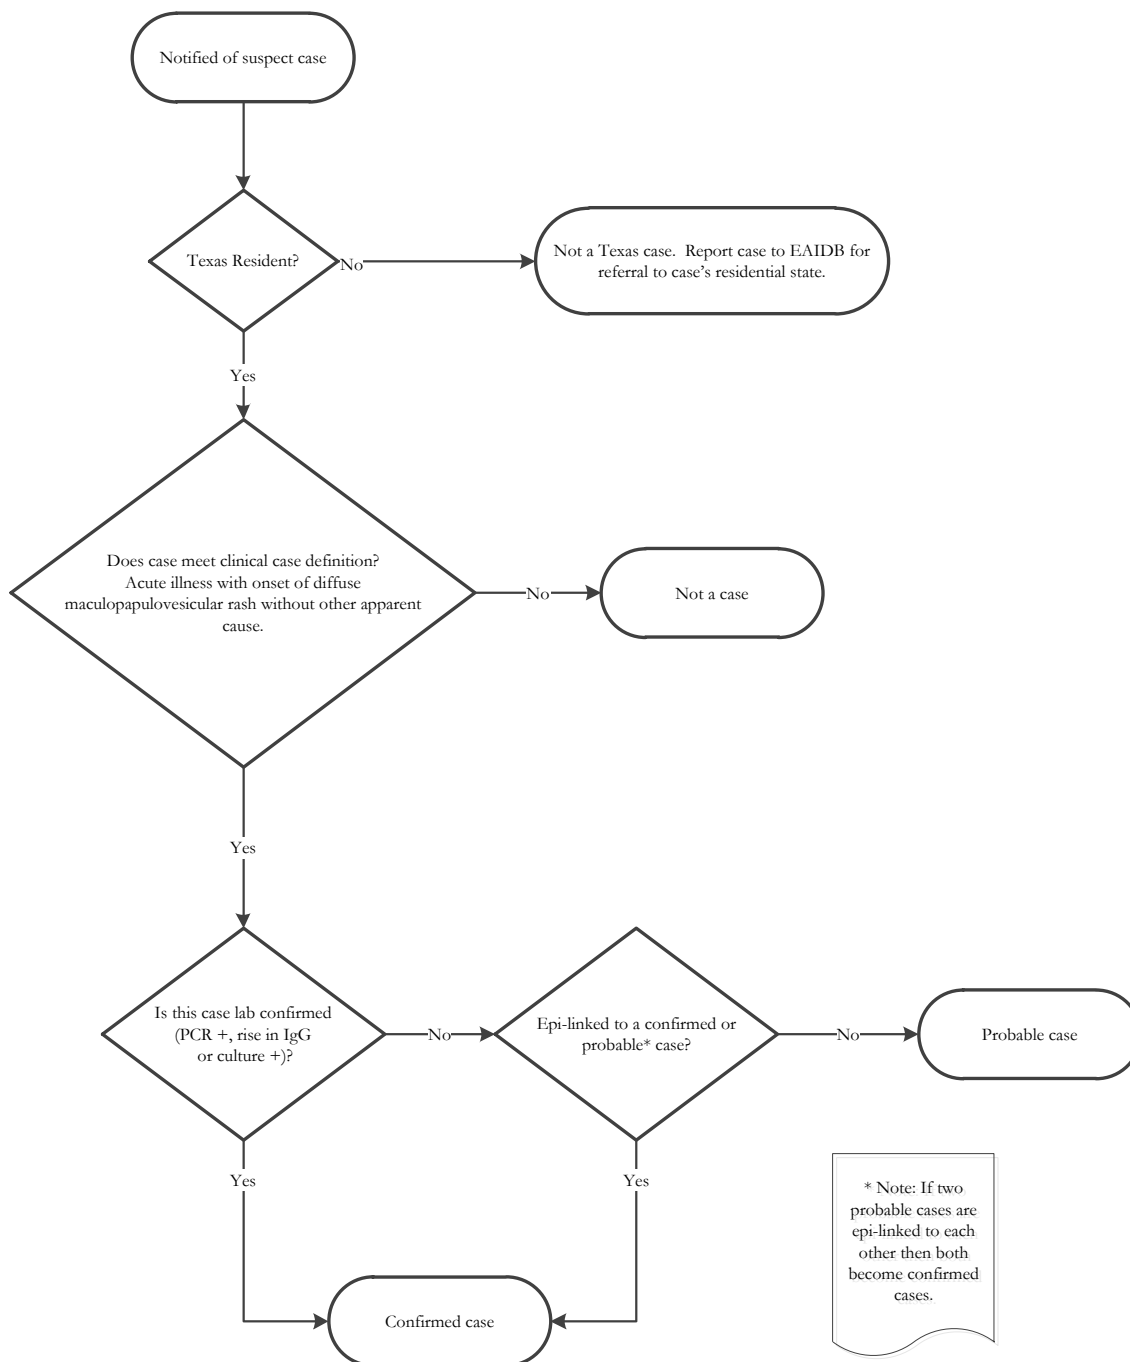 Notified of suspect case
Texas Resident?
No
Not a Texas case.  Report case to EAIDB for
referral to case's residential state.
Yes
Does case meet clinical case definition?
Acute illness with onset of diffuse
maculopapulovesicular rash without other apparent
cause.
No
Not a case
Yes
Is this case lab confirmed
(PCR +, rise in IgG
or culture +)?
No
Epi-linked to a confirmed or
probable* case?
No
Probable case
Yes
Yes
* Note: If two
probable cases are
epi-linked to each
other then both
become confirmed
cases.
Confirmed case